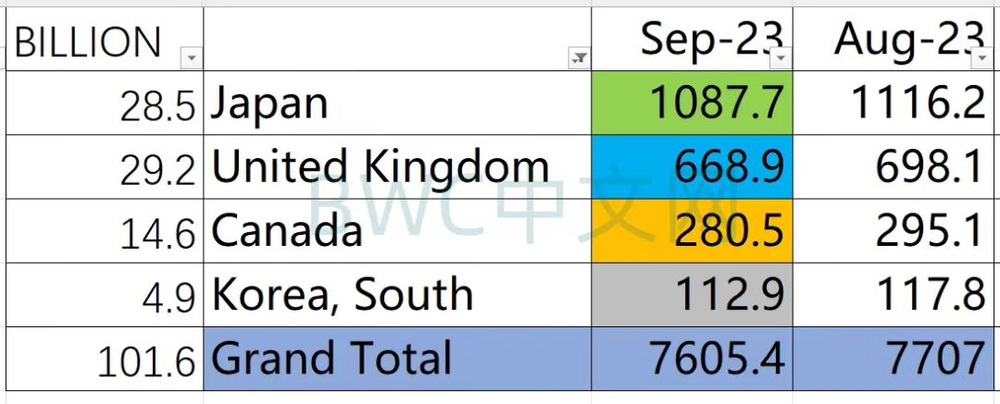 BILLION Sep-23 Aug-23
28.5 Japan 1087.7 1116.2
29.2 United Kingdom 668.9 698.1
BWC中文网
14.6 Canada 280.5 295.1
4.9 Korea, South 112.9 117.8
101.6 Grand Total 7605.4 7707